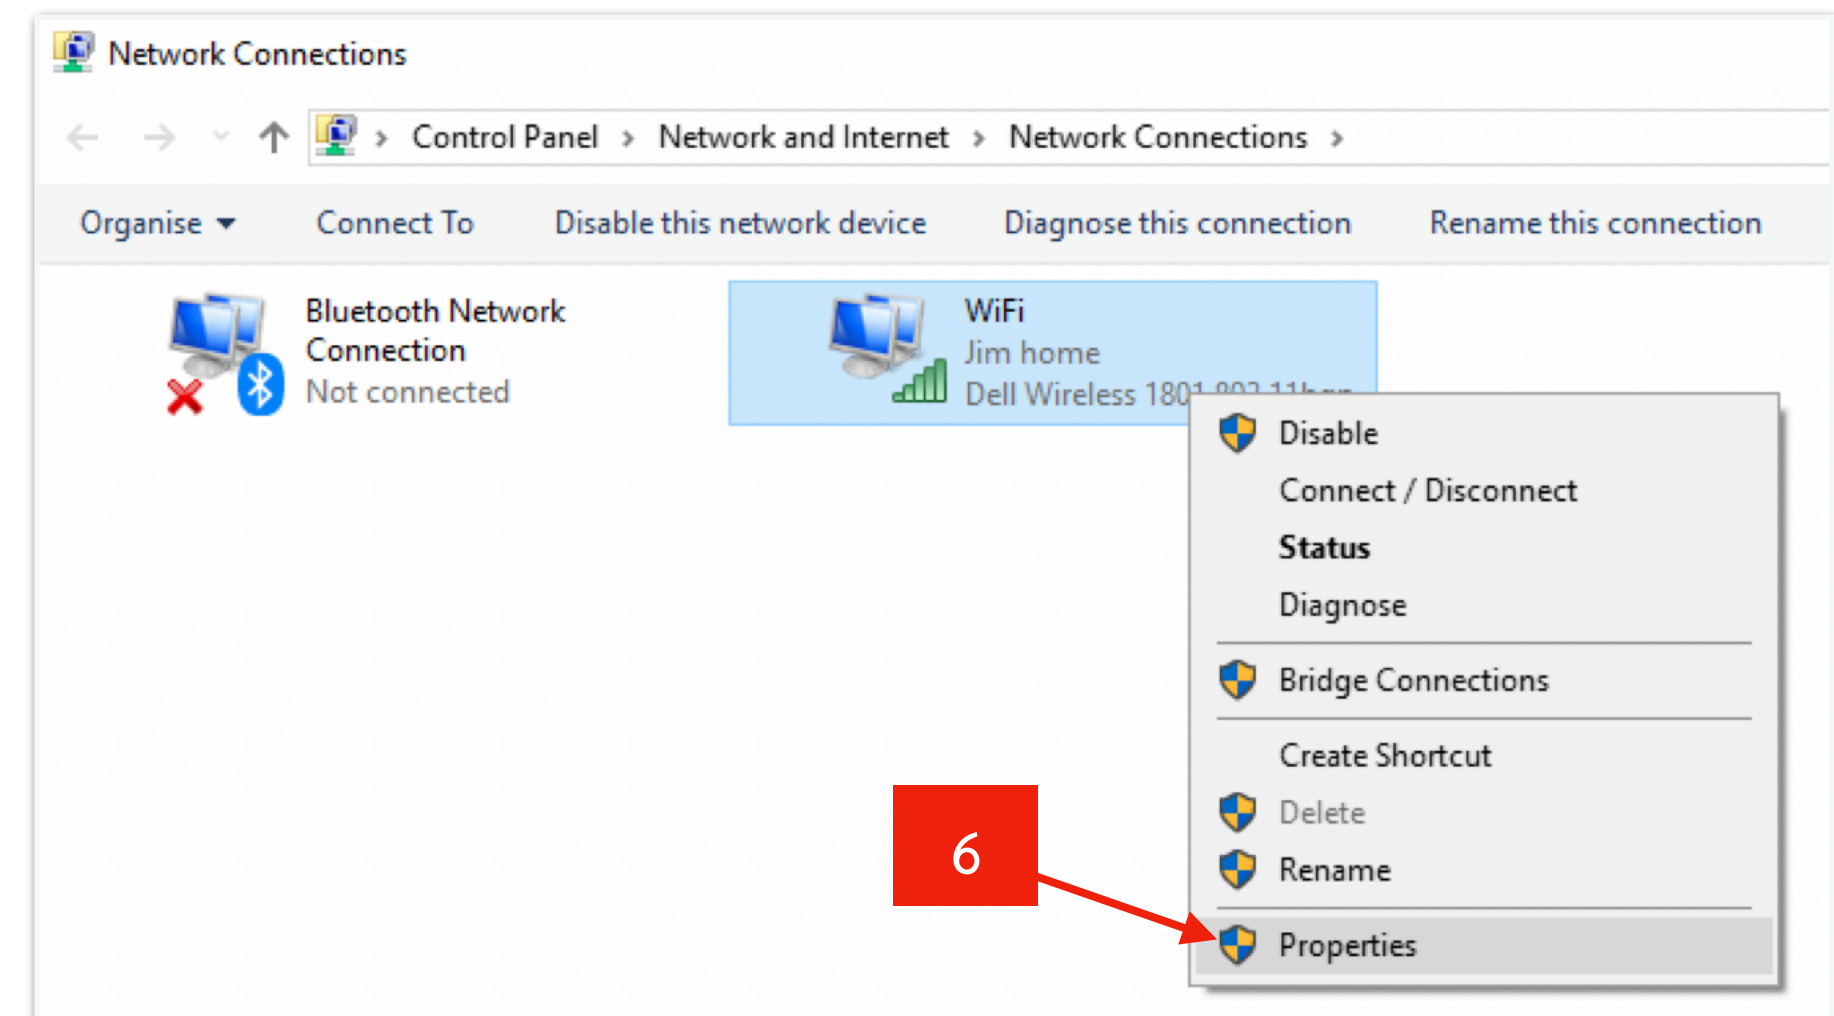 Network Connections
Control Panel > Network and Internet > Network Connections >
Organise Connect To Disable this network device Diagnose this connection Rename this connection
Bluetooth Network
Connection
Not connected
WiFi
Jim home
Dell Wireless 1801
Disable
Connect / Disconnect
Status
Diagnose
Bridge Connections
Create Shortcut
Delete
Rename
Properties
6